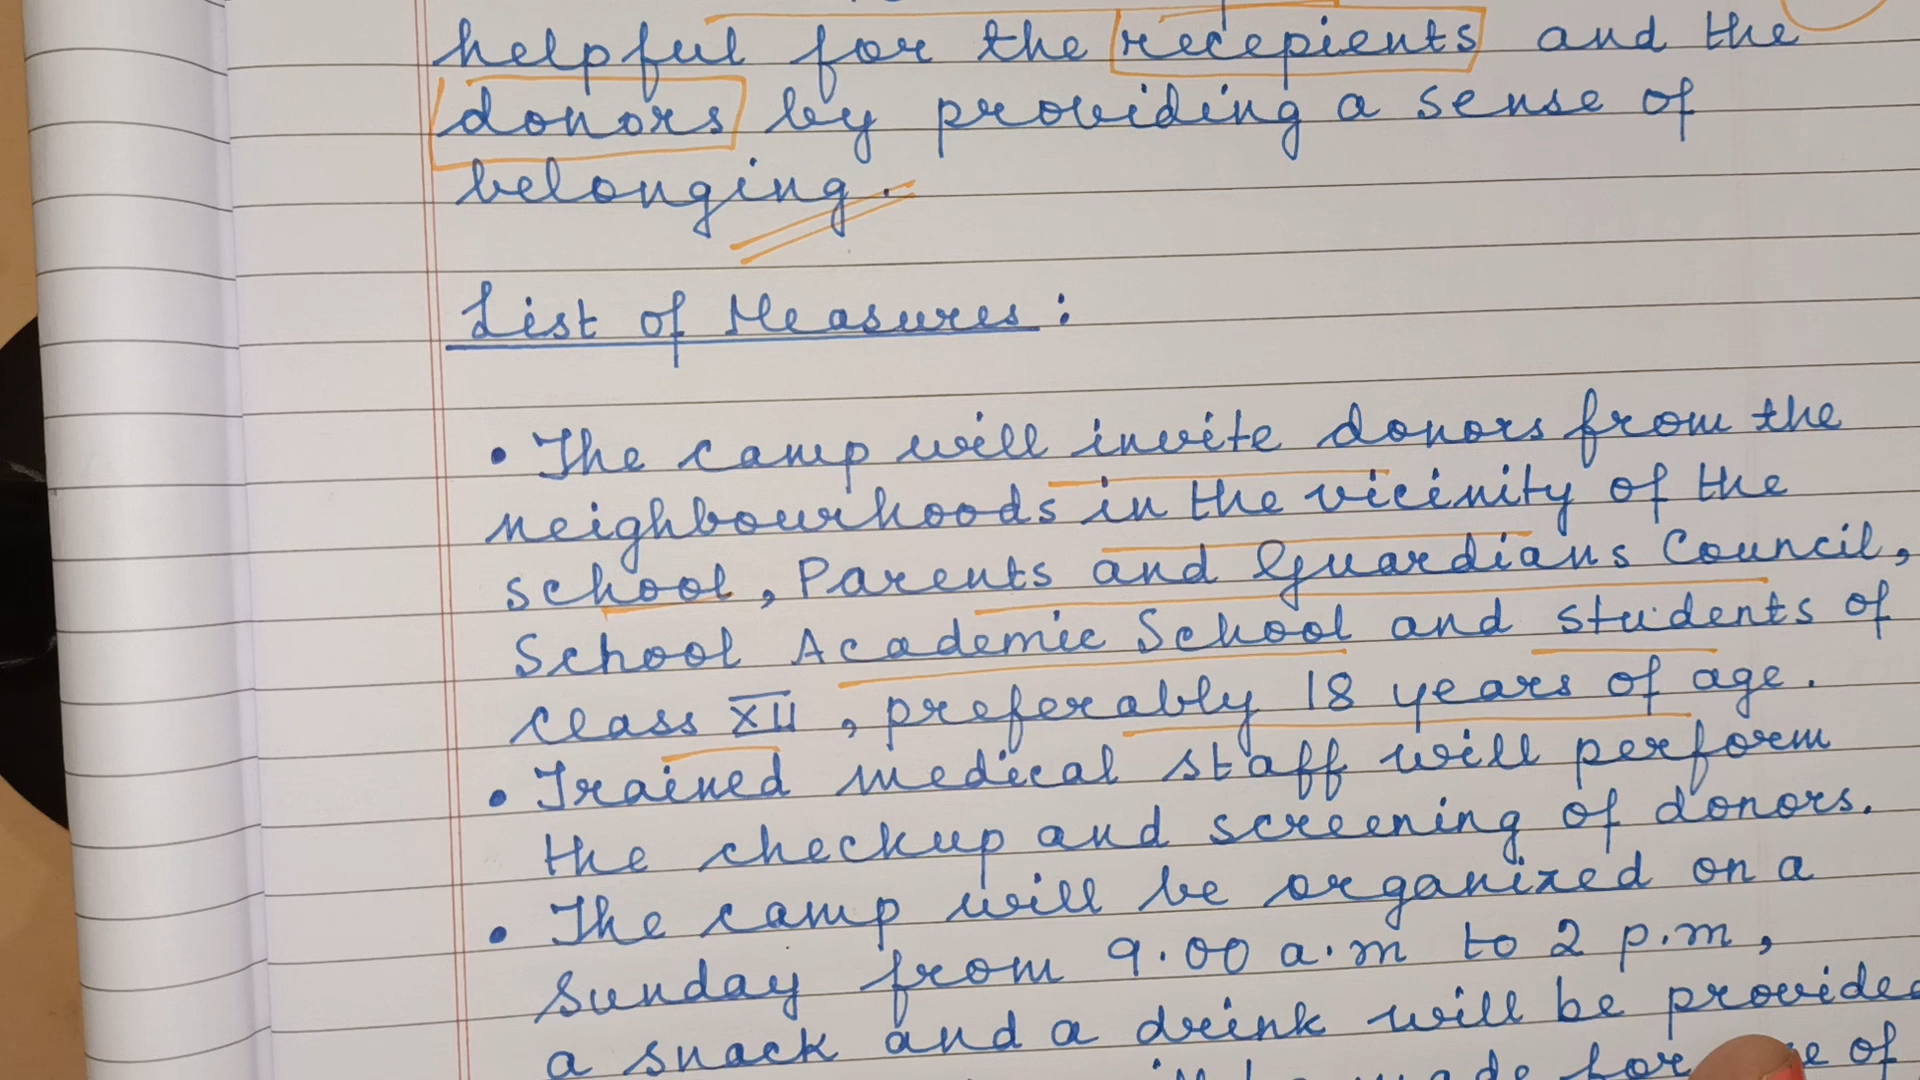 helpful for the recepients and the
donors by providing a sense of
belonging.
List of Measures:
• The camp will invite donors from the
neighbourhoods in the vicinity of the
school, Parents and Guardians Council,
School Academic School and students of
class XII, preferably 18 years of age.
• Trained medical staff will perform
the checkup and screening of donors.
• The camp will be organized on a
Sunday from 9.00 a.m to 2 p.m,
a snack and a drink will be provided
made for of